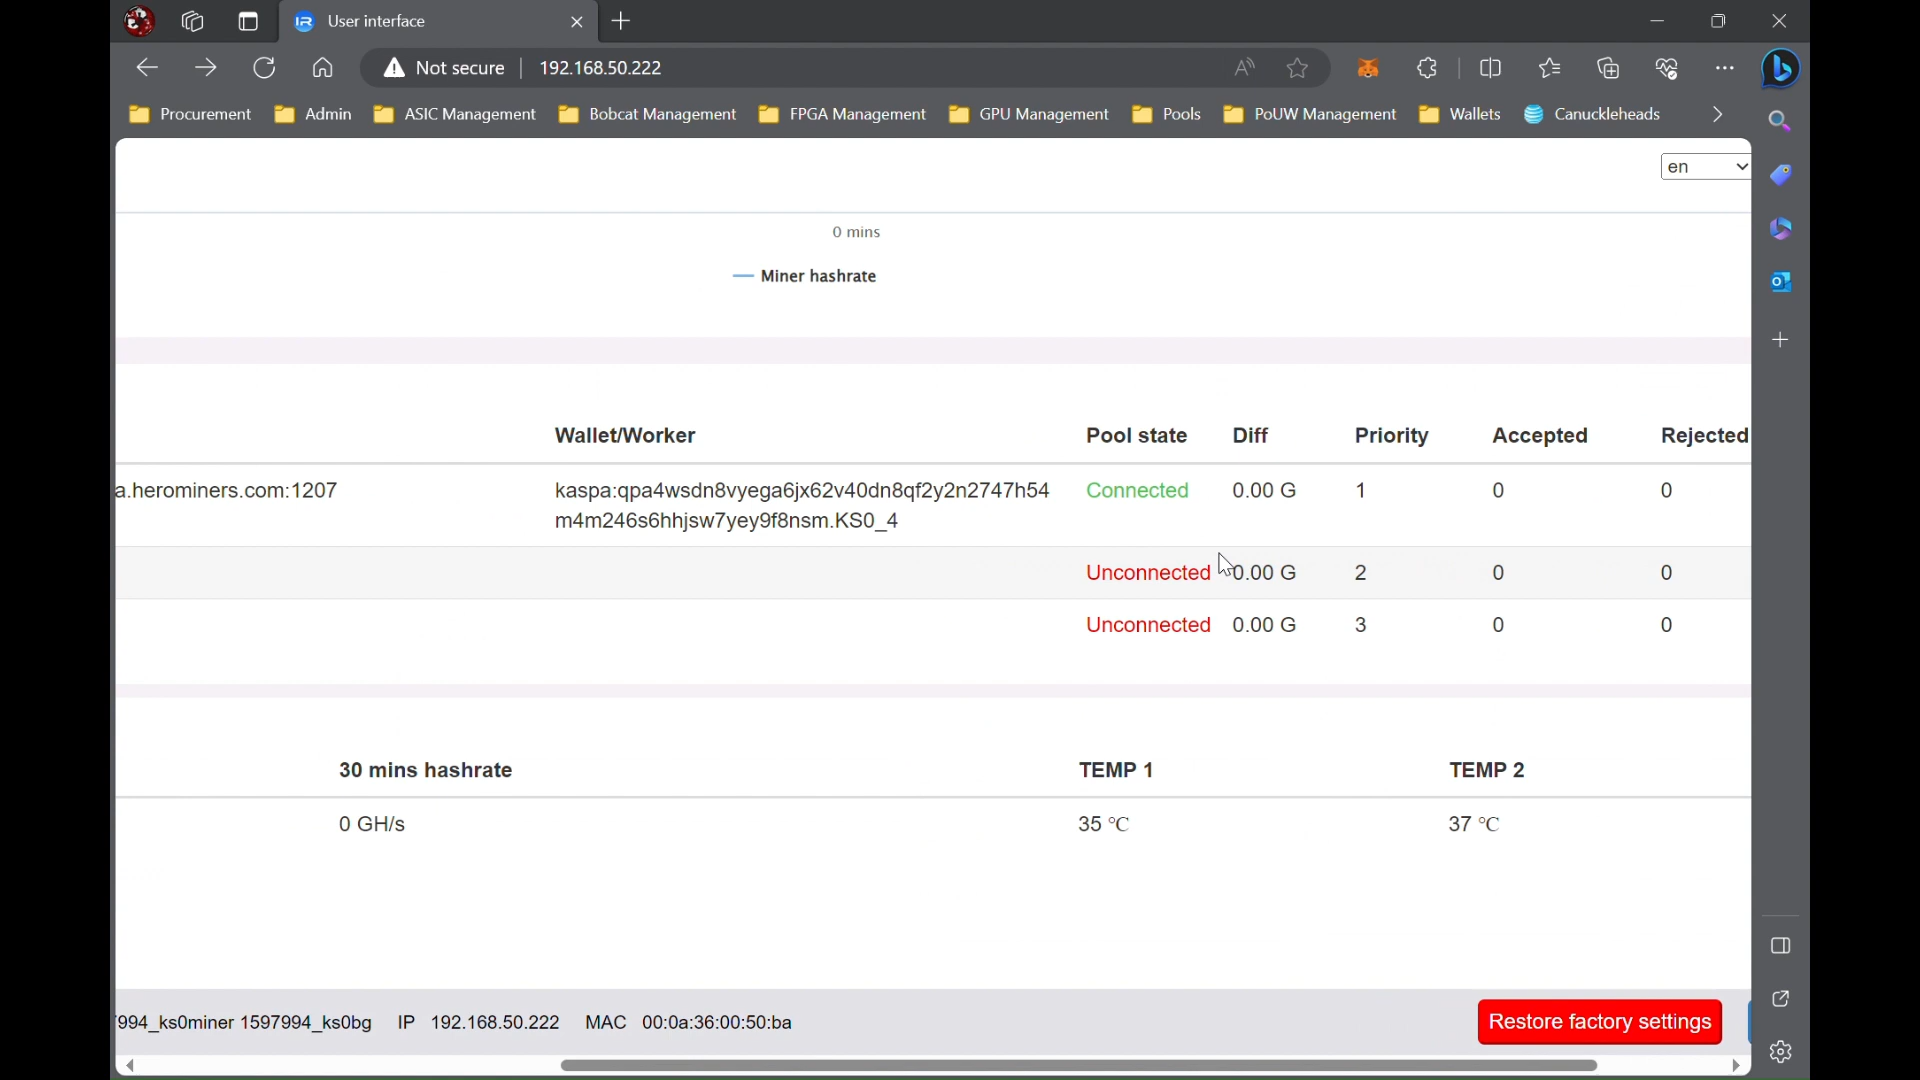 User interface
Not secure | 192.168.50.222
Procurement Admin ASIC Management Bobcat Management FPGA Management GPU Management Pools PoUW Management Wallets Canuckleheads
en
0 mins
Miner hashrate
Wallet/Worker Pool state Diff Priority Accepted Rejected
a.herominers.com:1207 kaspa:qpa4wsdn8vyega6jx62v40dn8qf2y2n2747h54 Connected 0.00 G 1 0 0
m4m246s6hhjsw7yey9f8nsm.KS0_4
Unconnected 0.00 G 2 0 0
Unconnected 0.00 G 3 0 0
30 mins hashrate TEMP 1 TEMP 2
0 GH/s 35 ℃ 37 ℃
994_ks0miner 1597994_ks0bg IP 192.168.50.222 MAC 00:0a:36:00:50:ba Restore factory settings